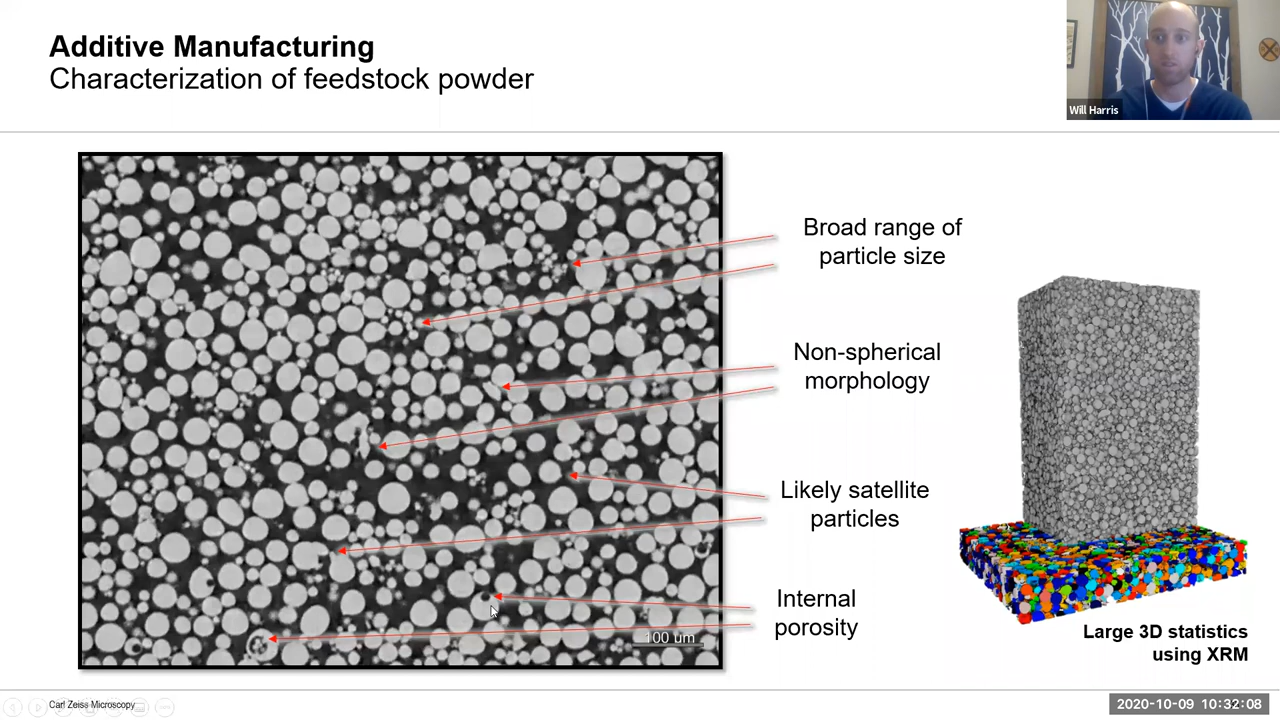 Additive Manufacturing
Characterization of feedstock powder
Will Harris
Broad range of
particle size
Non-spherical
morphology
Likely satellite
particles
Internal
porosity
100 um
Large 3D statistics
using XRM
Carl Zeiss Microscopy
2020-10-09 10:32:08